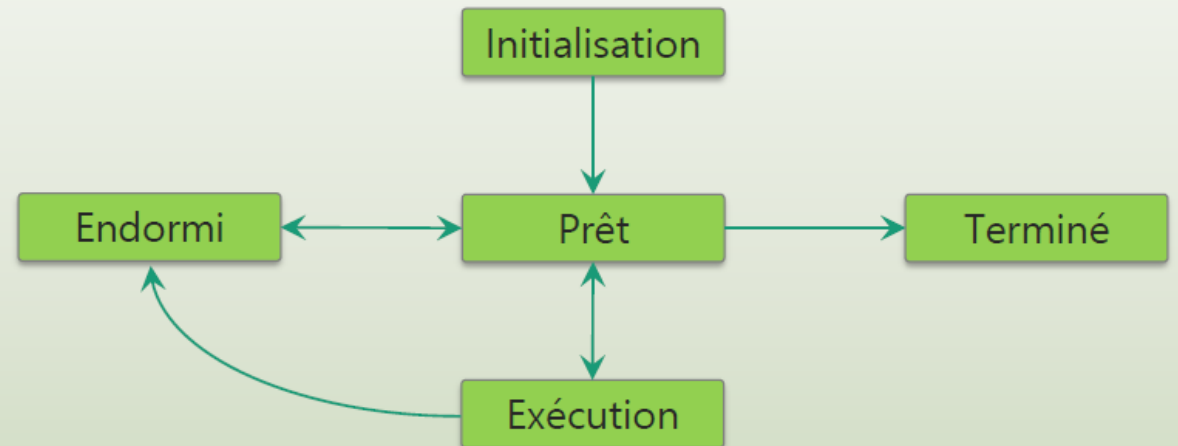 Initialisation
Endormi
Prêt
Terminé
Exécution